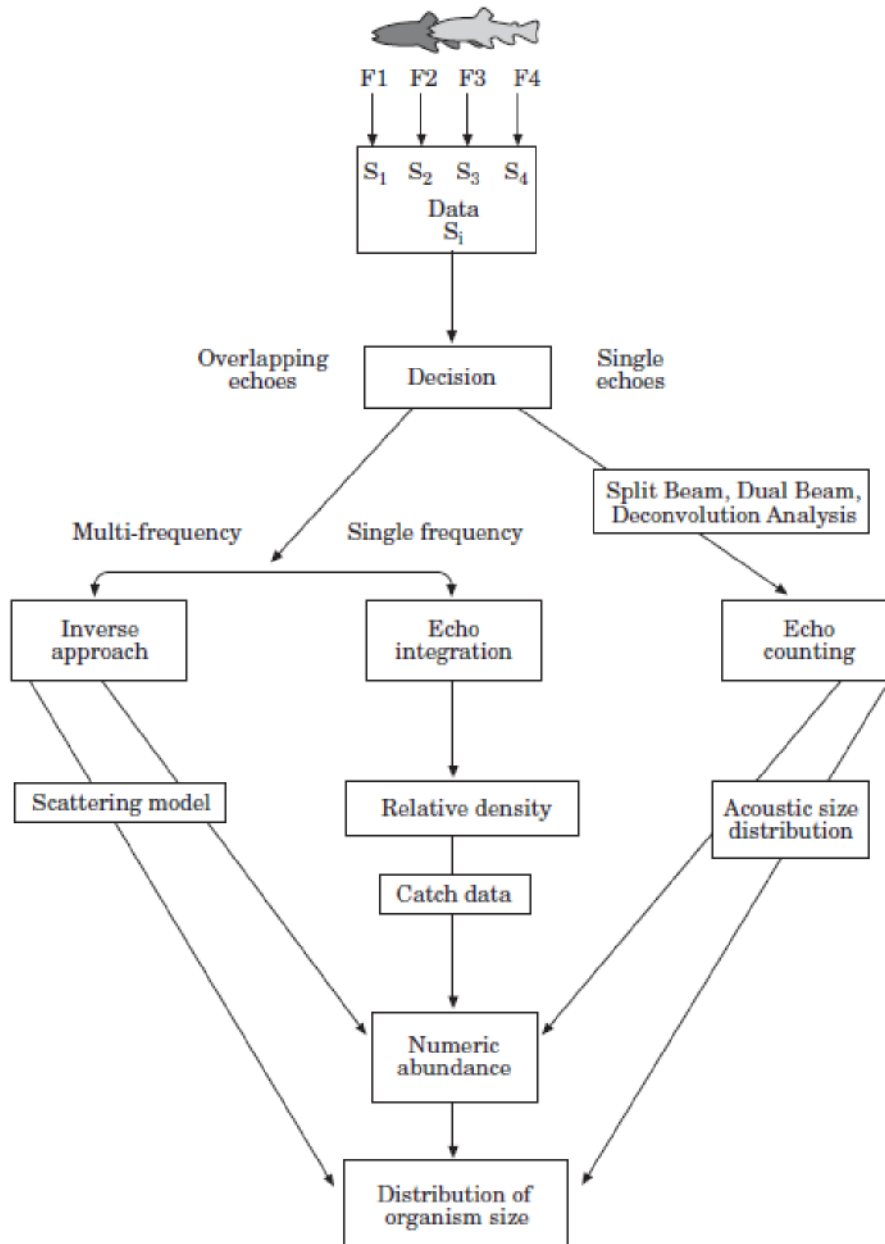 F1 F2 F3 F4
S₁ S₂ S₃ S₄
Data
Sᵢ
Overlapping
echoes
Decision
Single
echoes
Split Beam, Dual Beam,
Deconvolution Analysis
Multi-frequency
Single frequency
Inverse
approach
Echo
integration
Echo
counting
Scattering model
Relative density
Acoustic size
distribution
Catch data
Numeric
abundance
Distribution of
organism size